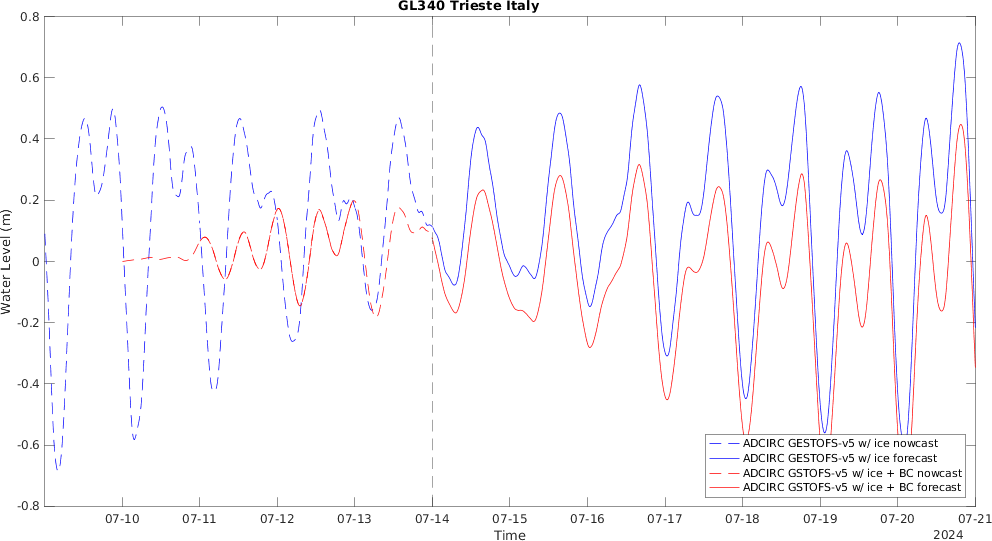 GL340 Trieste Italy
0.8
0.6
0.4
0.2
0
-0.2
-0.4
-0.6
-0.8
Water Level (m)
ADCIRC GESTOFS-v5 w/ ice nowcast
ADCIRC GESTOFS-v5 w/ ice forecast
ADCIRC GSTOFS-v5 w/ ice + BC nowcast
ADCIRC GSTOFS-v5 w/ ice + BC forecast
07-10 07-11 07-12 07-13 07-14 07-15 07-16 07-17 07-18 07-19 07-20 07-21
Time
2024